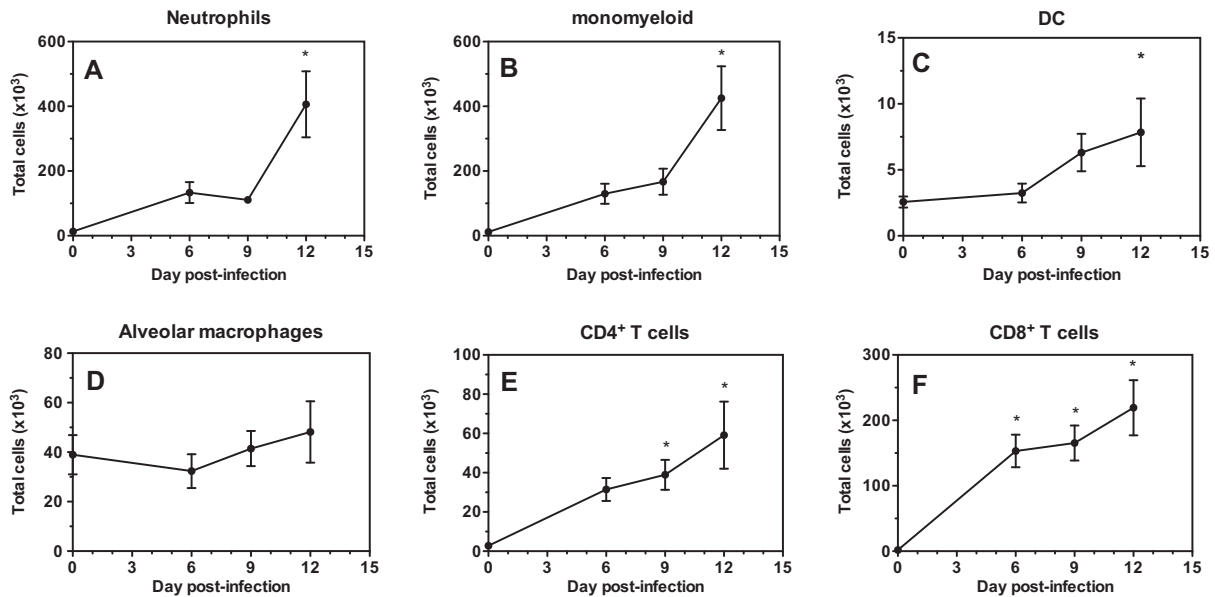 Neutrophils
A
Total cells (x10³)
600
400
200
0
0 3 6 9 12 15
Day post-infection
*
monomyeloid
B
Total cells (x10³)
600
400
200
0
0 3 6 9 12 15
Day post-infection
*
DC
C
Total cells (x10³)
15
10
5
0
0 3 6 9 12 15
Day post-infection
*
Alveolar macrophages
D
Total cells (x10³)
80
60
40
20
0
0 3 6 9 12 15
Day post-infection
CD4⁺ T cells
E
Total cells (x10³)
100
80
60
40
20
0
0 3 6 9 12 15
Day post-infection
* *
CD8⁺ T cells
F
Total cells (x10³)
300
200
100
0
0 3 6 9 12 15
Day post-infection
* * *